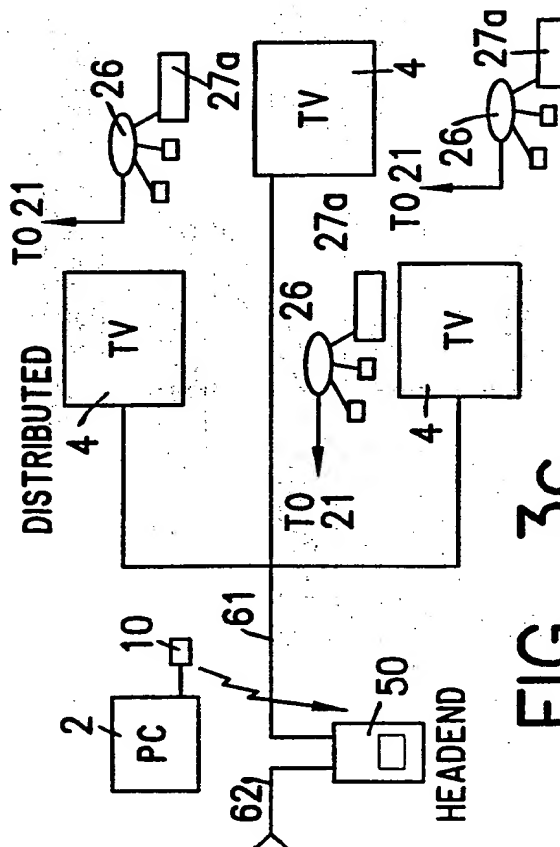 DISTRIBUTED
TO 21
26
27a
TV
4
TV
4
27a
26
TO
21
TV
4
TO 21
26
27a
2
PC
10
61
62
50
HEADEND
FIG 3c